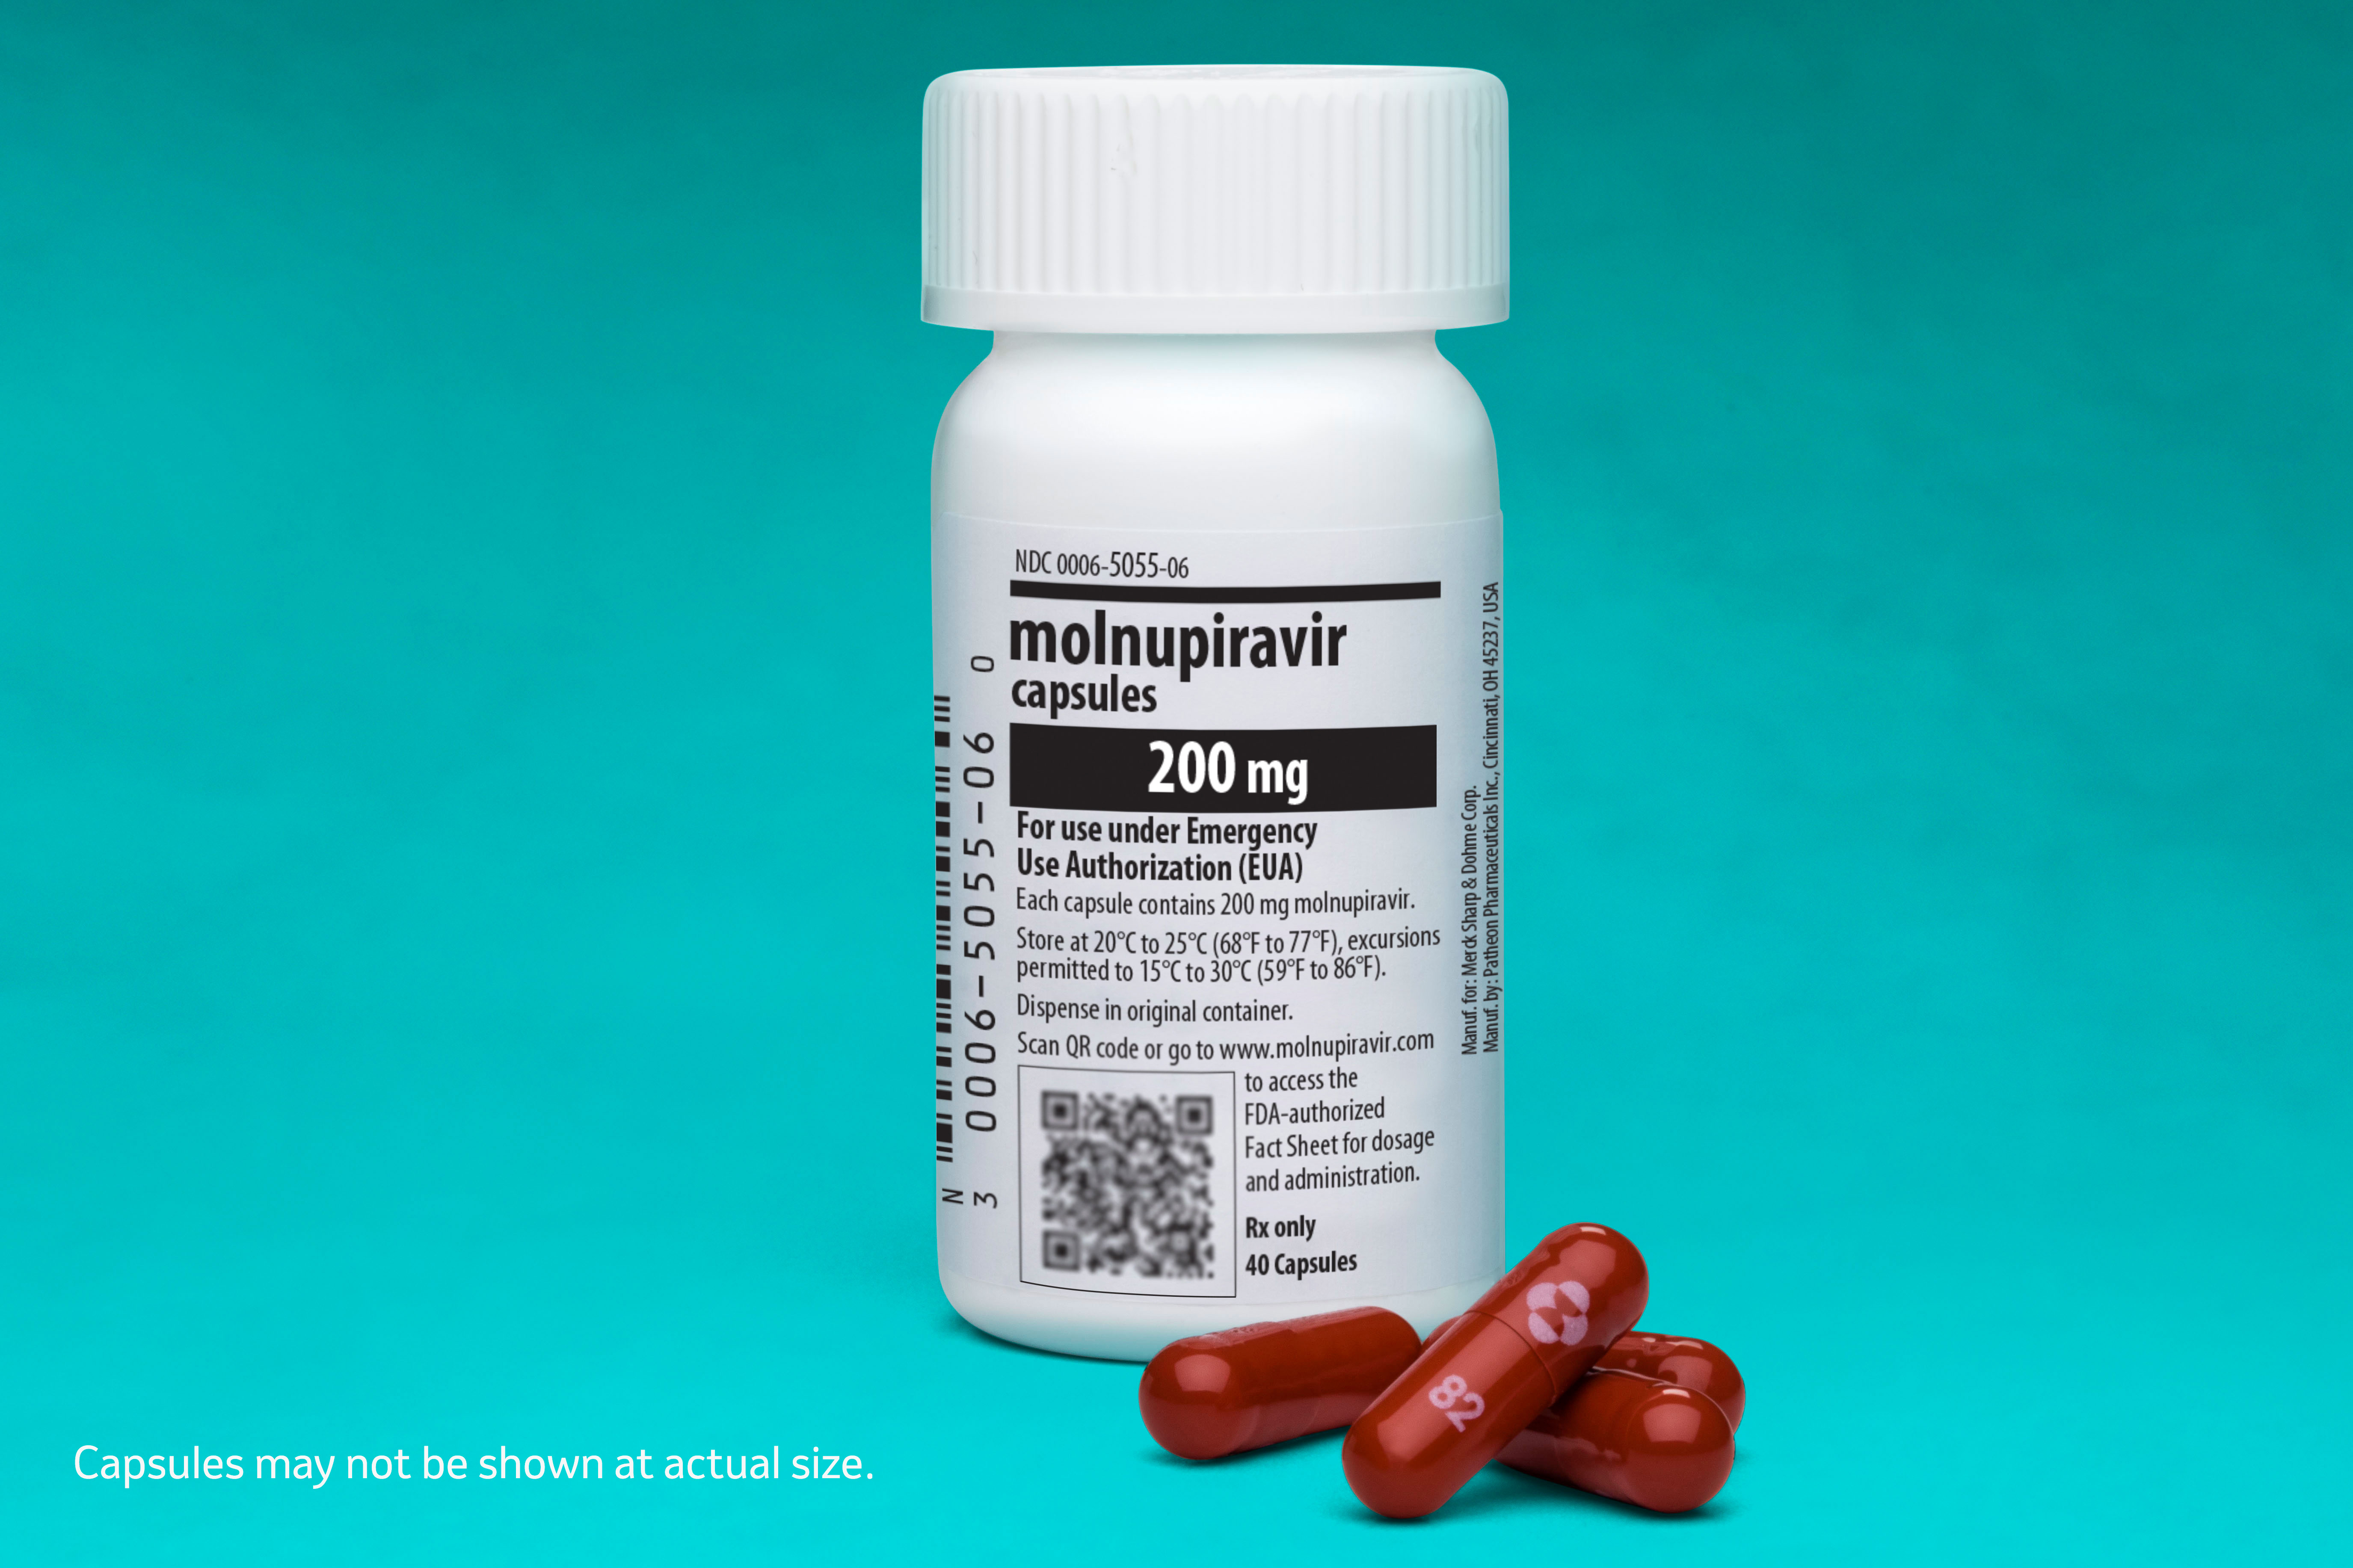 NDC 0006-5055-06
molnupiravir
capsules
200 mg
For use under Emergency
Use Authorization (EUA)
Each capsule contains 200 mg molnupiravir.
Store at 20°C to 25°C (68°F to 77°F), excursions
permitted to 15°C to 30°C (59°F to 86°F).
Dispense in original container.
Scan QR code or go to www.molnupiravir.com
to access the
FDA-authorized
Fact Sheet for dosage
and administration.
Rx only
40 Capsules
N
3 0006-5055-06 0
Manuf. for: Merck Sharp & Dohme Corp.
Manuf. by: Patheon Pharmaceuticals Inc., Cincinnati, OH 45237, USA
82
Capsules may not be shown at actual size.